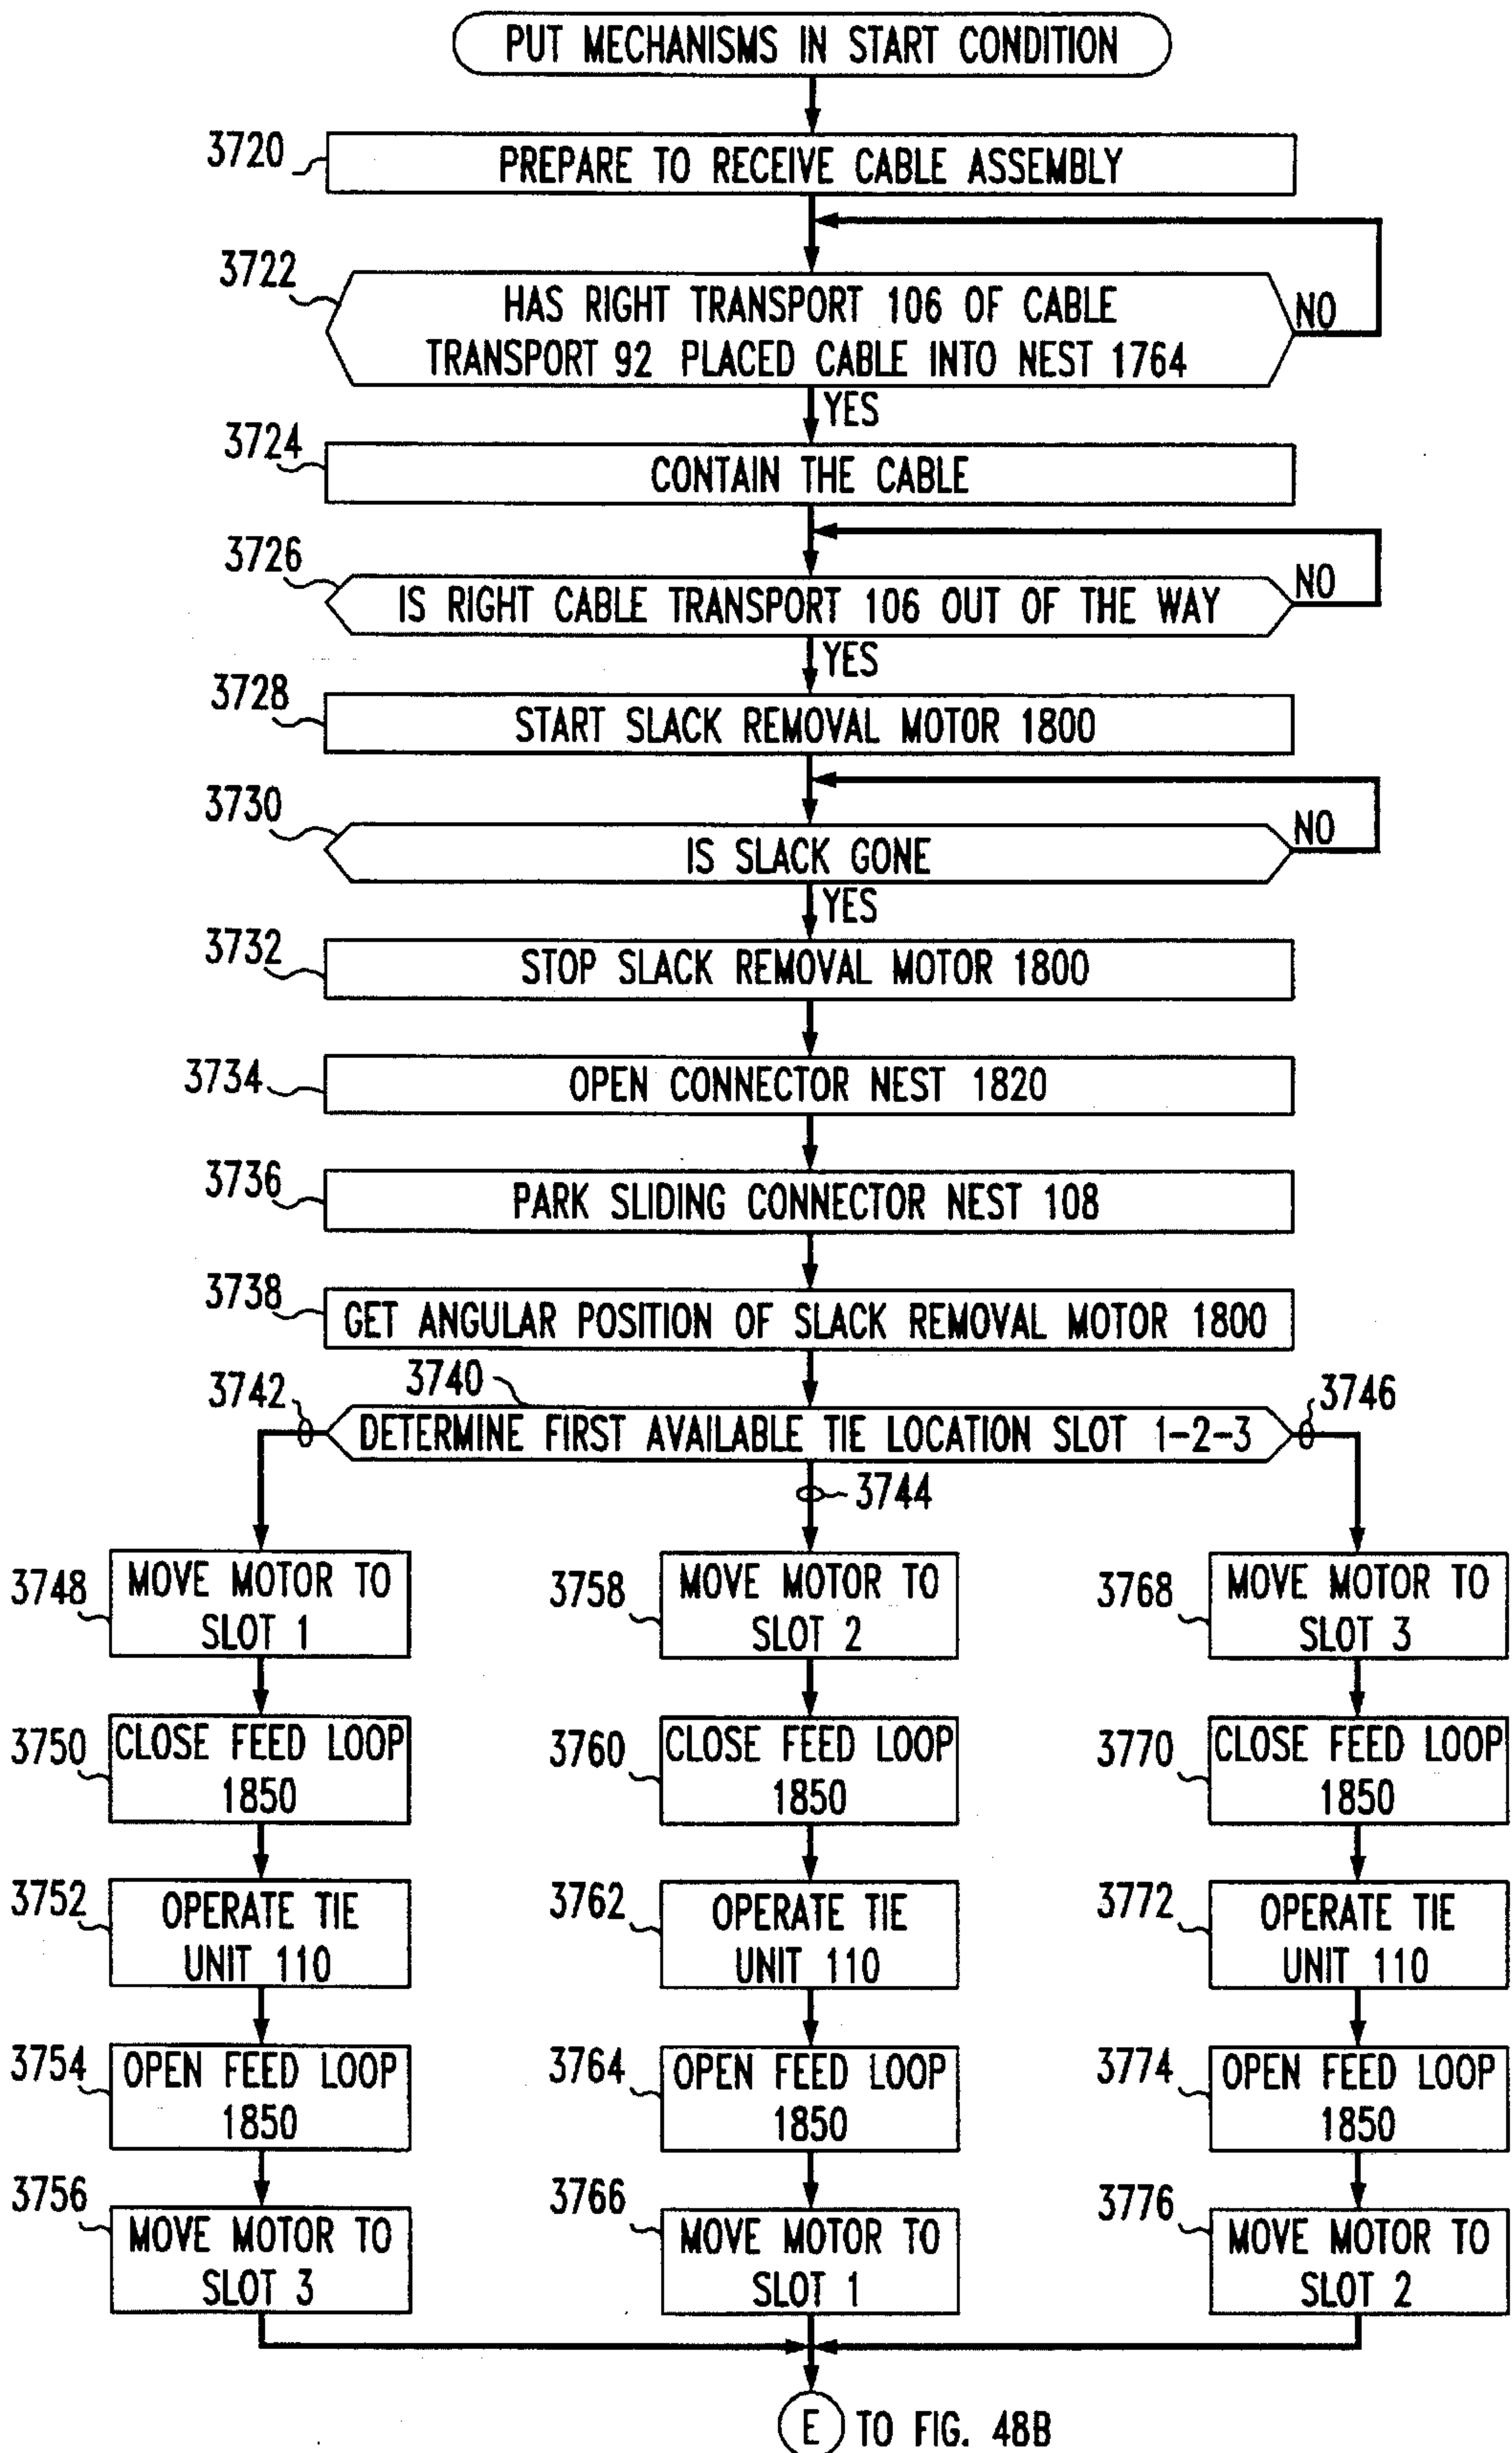 PUT MECHANISMS IN START CONDITION
3720
PREPARE TO RECEIVE CABLE ASSEMBLY
3722
HAS RIGHT TRANSPORT 106 OF CABLE
TRANSPORT 92 PLACED CABLE INTO NEST 1764
NO
YES
3724
CONTAIN THE CABLE
3726
IS RIGHT CABLE TRANSPORT 106 OUT OF THE WAY
NO
YES
3728
START SLACK REMOVAL MOTOR 1800
3730
IS SLACK GONE
NO
YES
3732
STOP SLACK REMOVAL MOTOR 1800
3734
OPEN CONNECTOR NEST 1820
3736
PARK SLIDING CONNECTOR NEST 108
3738
GET ANGULAR POSITION OF SLACK REMOVAL MOTOR 1800
3742
3740
3746
DETERMINE FIRST AVAILABLE TIE LOCATION SLOT 1-2-3
3744
3748
MOVE MOTOR TO
SLOT 1
3750
CLOSE FEED LOOP
1850
3752
OPERATE TIE
UNIT 110
3754
OPEN FEED LOOP
1850
3756
MOVE MOTOR TO
SLOT 3
3758
MOVE MOTOR TO
SLOT 2
3760
CLOSE FEED LOOP
1850
3762
OPERATE TIE
UNIT 110
3764
OPEN FEED LOOP
1850
3766
MOVE MOTOR TO
SLOT 1
3768
MOVE MOTOR TO
SLOT 3
3770
CLOSE FEED LOOP
1850
3772
OPERATE TIE
UNIT 110
3774
OPEN FEED LOOP
1850
3776
MOVE MOTOR TO
SLOT 2
E TO FIG. 48B